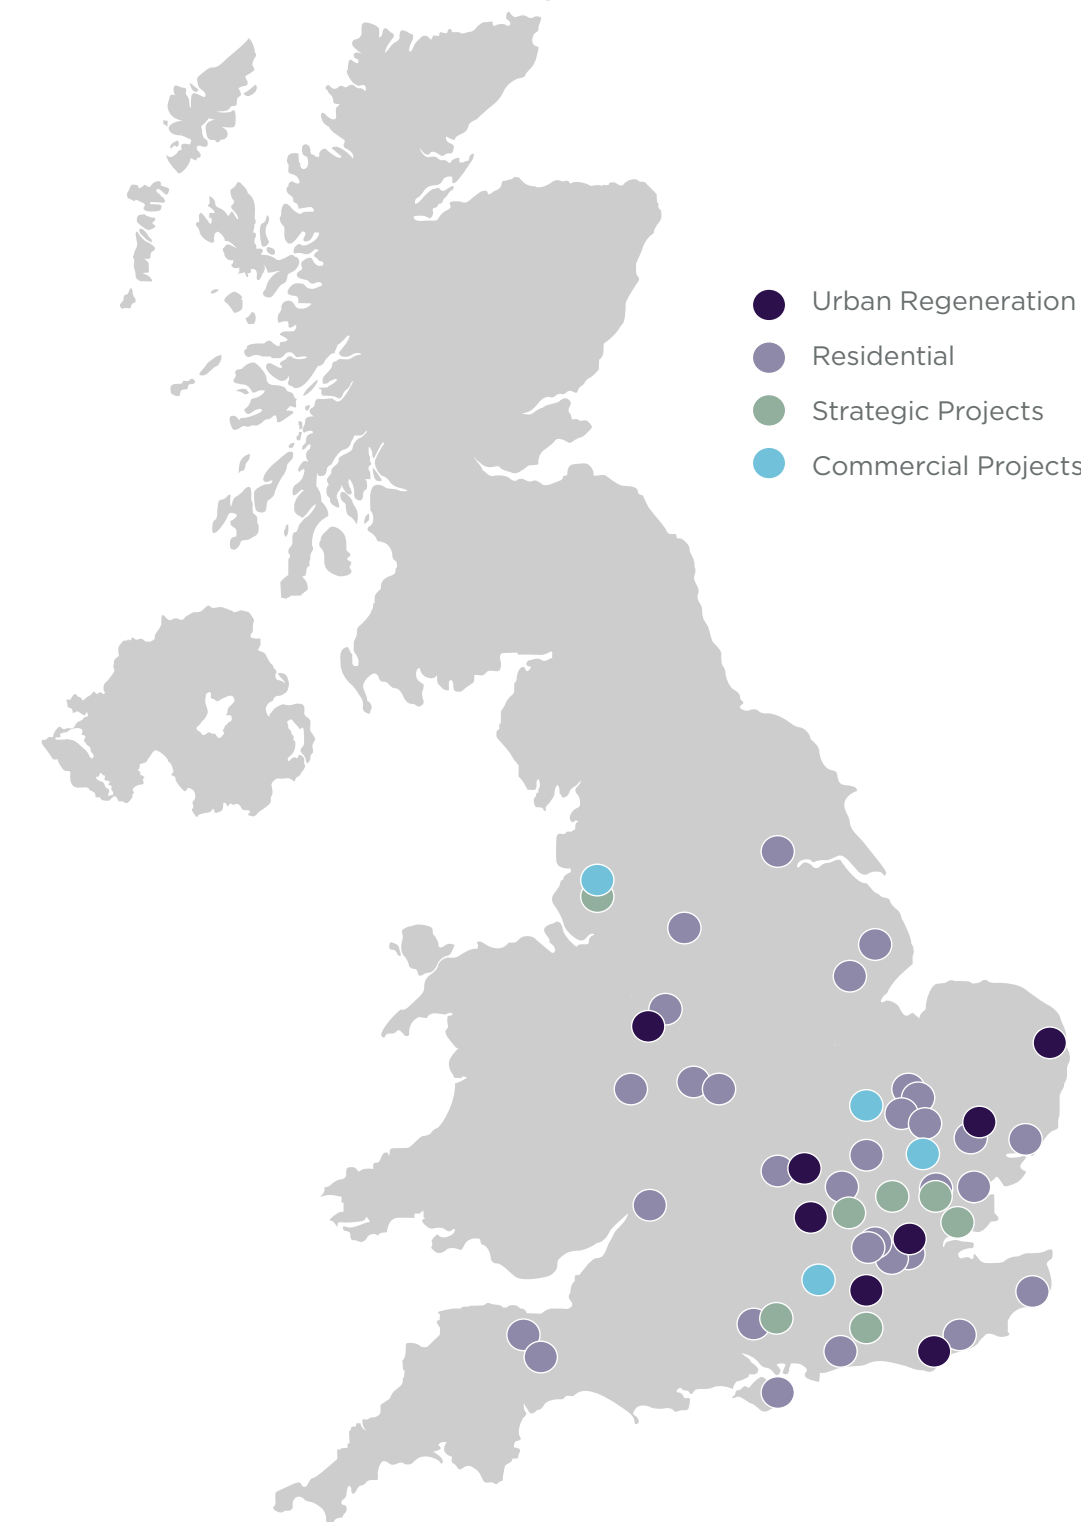 Urban Regeneration
Residential
Strategic Projects
Commercial Projects